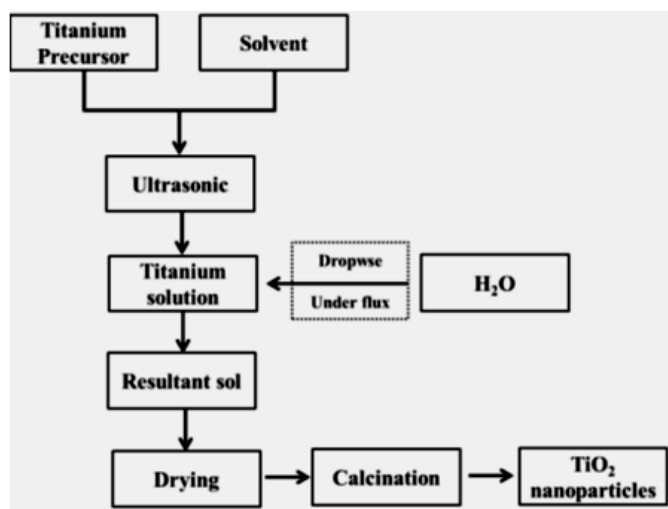 Titanium
Precursor
Solvent
Ultrasonic
Titanium
solution
Dropwse
Under flux
H₂O
Resultant sol
Drying
Calcination
TiO₂
nanoparticles